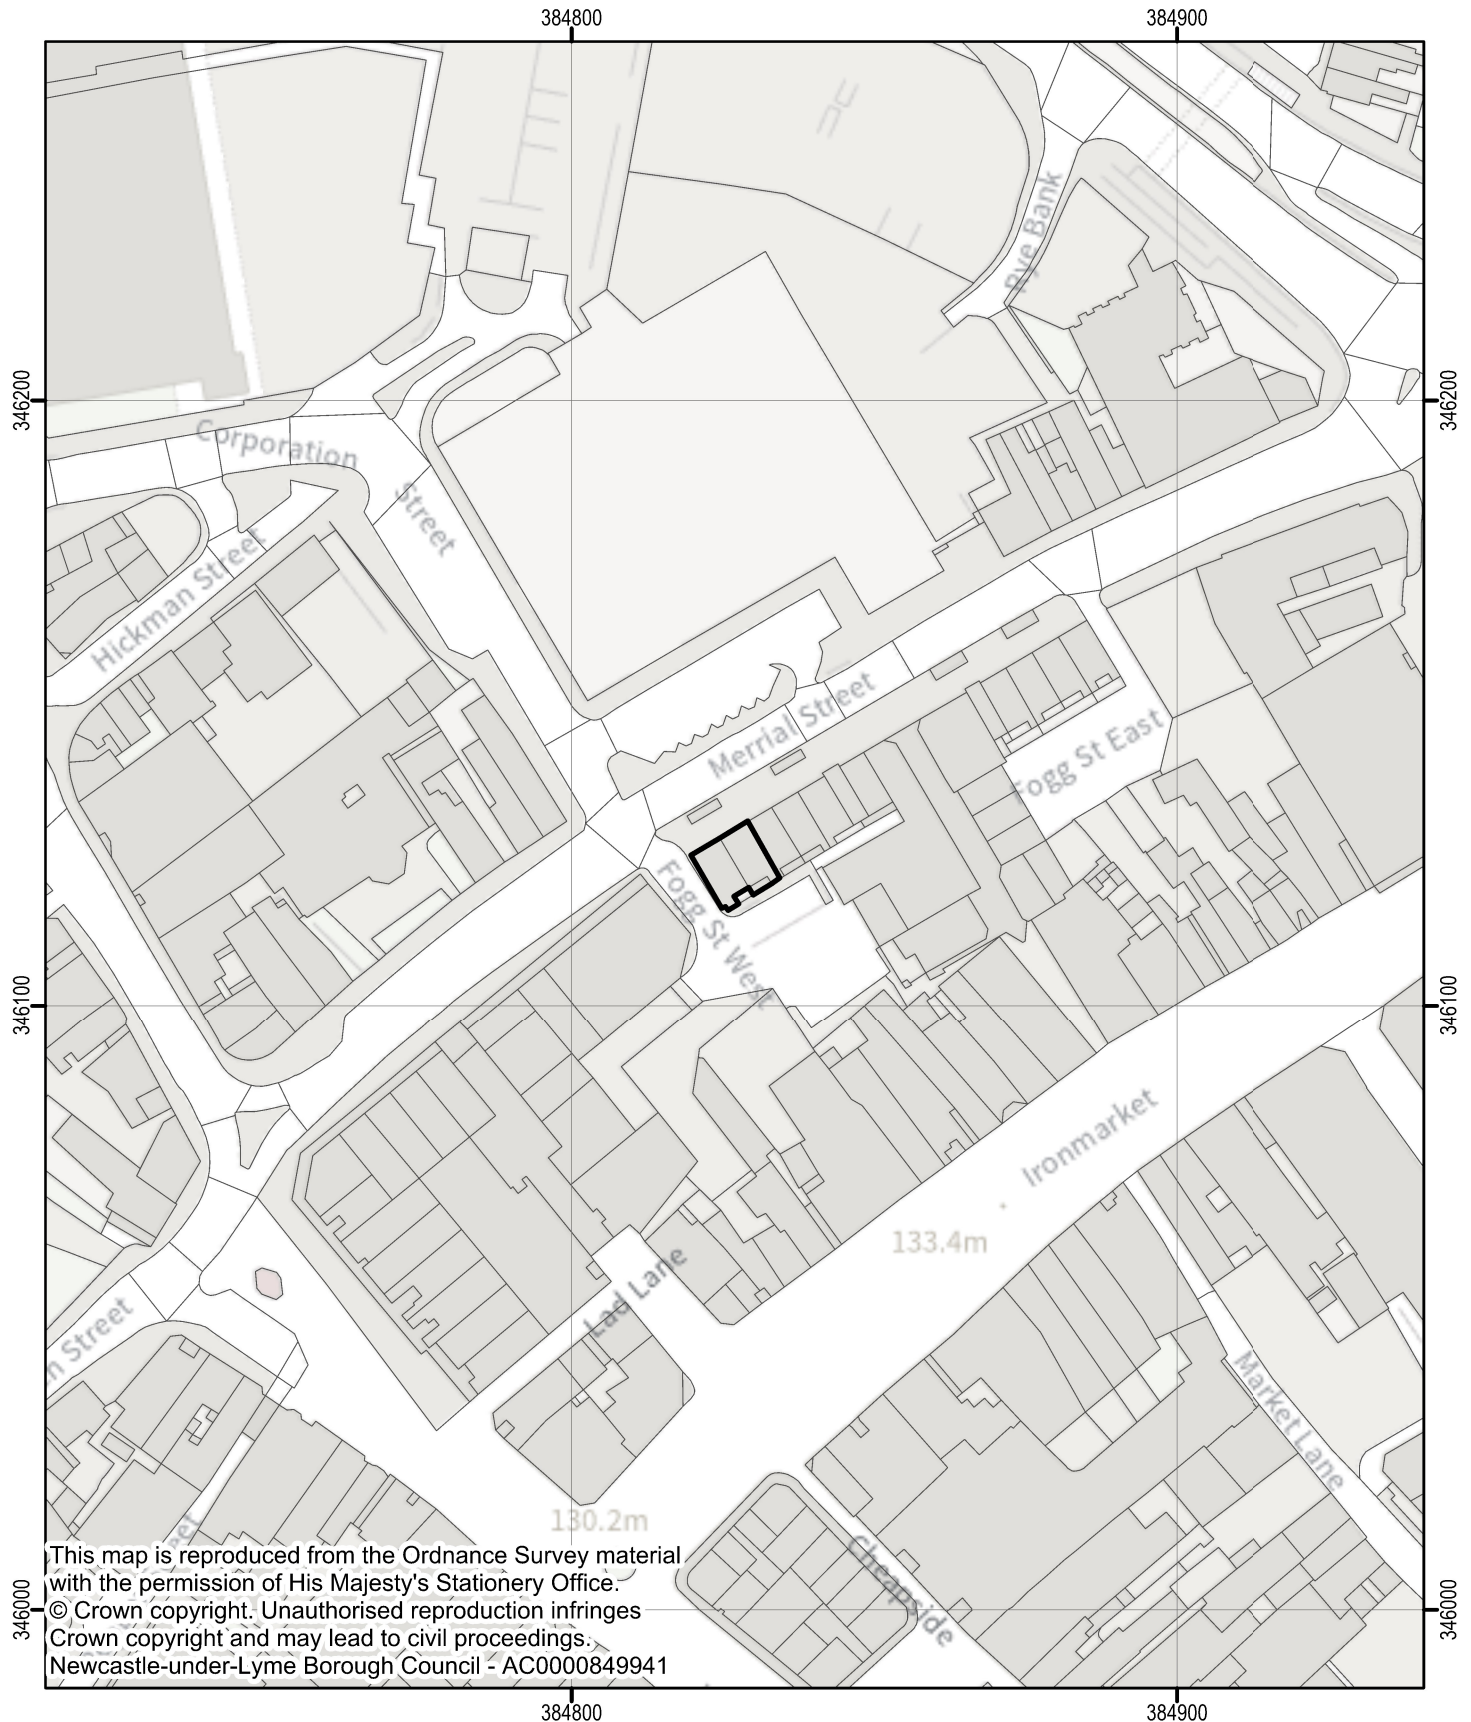 384800
384900
Rye Bank
346200
346200
Corporation
Street
Hickman Street
Merrial Street
Fogg St East
Fogg St West
346100
346100
Ironmarket
133.4m
Lad Lane
Street
Market Lane
130.2m
Cheapside
This map is reproduced from the Ordnance Survey material
with the permission of His Majesty's Stationery Office.
© Crown copyright. Unauthorised reproduction infringes
Crown copyright and may lead to civil proceedings.
Newcastle-under-Lyme Borough Council - AC0000849941
346000
346000
384800
384900